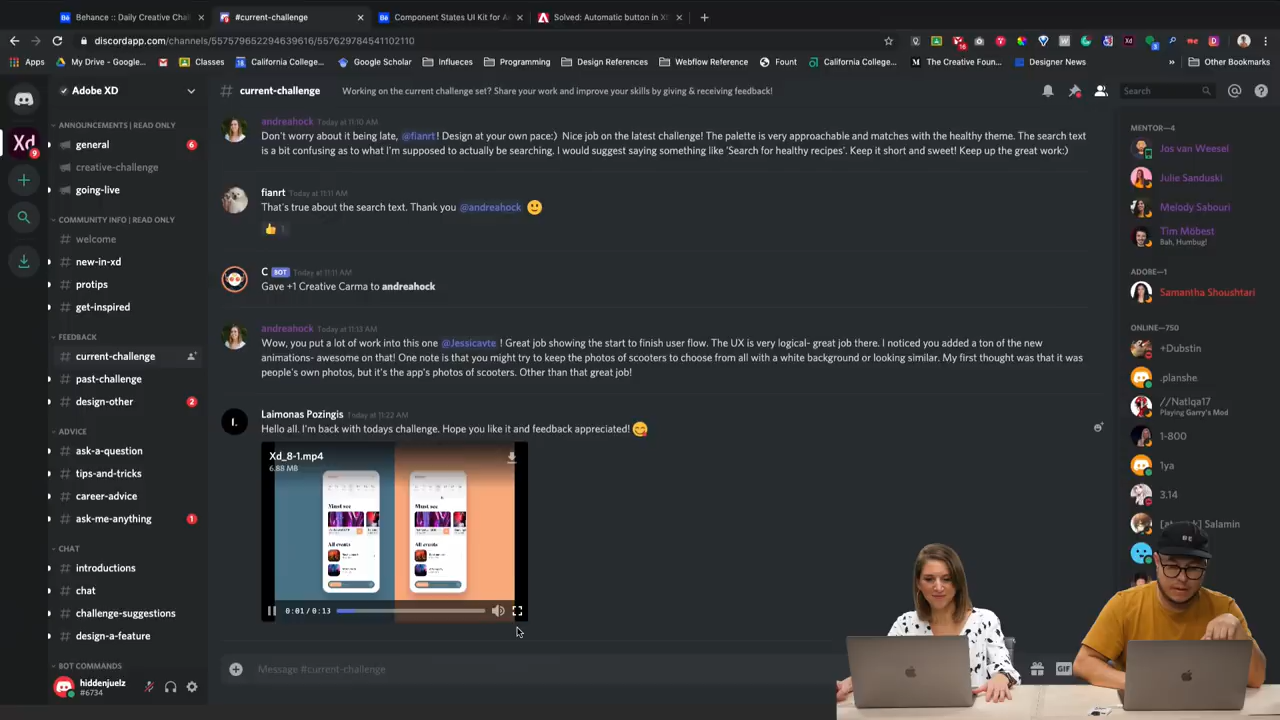 Behance :: Daily Creative Chal
#current-challenge
Component States UI Kit for A
Solved: Automatic button in X
discordapp.com/channels/557579652294639616/557629784541102110
Apps
My Drive - Google...
Classes
California College...
Google Scholar
Influeces
Programming
Design References
Webflow Reference
Fount
California College...
The Creative Foun...
Designer News
Other Bookmarks
Adobe XD
# current-challenge
Working on the current challenge set? Share your work and improve your skills by giving & receiving feedback!
Search
ANNOUNCEMENTS | READ ONLY
general
6
creative-challenge
going-live
COMMUNITY INFO | READ ONLY
# welcome
# new-in-xd
# protips
# get-inspired
FEEDBACK
# current-challenge
# past-challenge
# design-other
2
ADVICE
# ask-a-question
# tips-and-tricks
# career-advice
# ask-me-anything
1
CHAT
# introductions
# chat
# challenge-suggestions
# design-a-feature
BOT COMMANDS
hiddenjuelz
#6734
Xd
9
andreahock Today at 11:10 AM
Don't worry about it being late, @fianrt! Design at your own pace:) Nice job on the latest challenge! The palette is very approachable and matches with the healthy theme. The search text
is a bit confusing as to what I'm supposed to actually be searching. I would suggest saying something like 'Search for healthy recipes'. Keep it short and sweet! Keep up the great work:)
fianrt Today at 11:11 AM
That's true about the search text. Thank you @andreahock
1
C BOT Today at 11:11 AM
Gave +1 Creative Carma to andreahock
andreahock Today at 11:13 AM
Wow, you put a lot of work into this one @Jessicavte ! Great job showing the start to finish user flow. The UX is very logical- great job there. I noticed you added a ton of the new
animations- awesome on that! One note is that you might try to keep the photos of scooters to choose from all with a white background or looking similar. My first thought was that it was
people's own photos, but it's the app's photos of scooters. Other than that great job!
Laimonas Pozingis Today at 11:22 AM
Hello all. I'm back with todays challenge. Hope you like it and feedback appreciated!
Xd_8-1.mp4
6.88 MB
Must see
Must see
All events
All events
0:01 / 0:13
Message #current-challenge
GIF
MENTOR—4
Jos van Weesel
Julie Sanduski
Melody Sabouri
Tim Möbest
Bah, Humbug!
ADOBE—1
Samantha Shoushtari
ONLINE—750
+Dubstin
.planshe
//NatIqa17
Playing Garry's Mod
1-800
1ya
3.14
Salamin